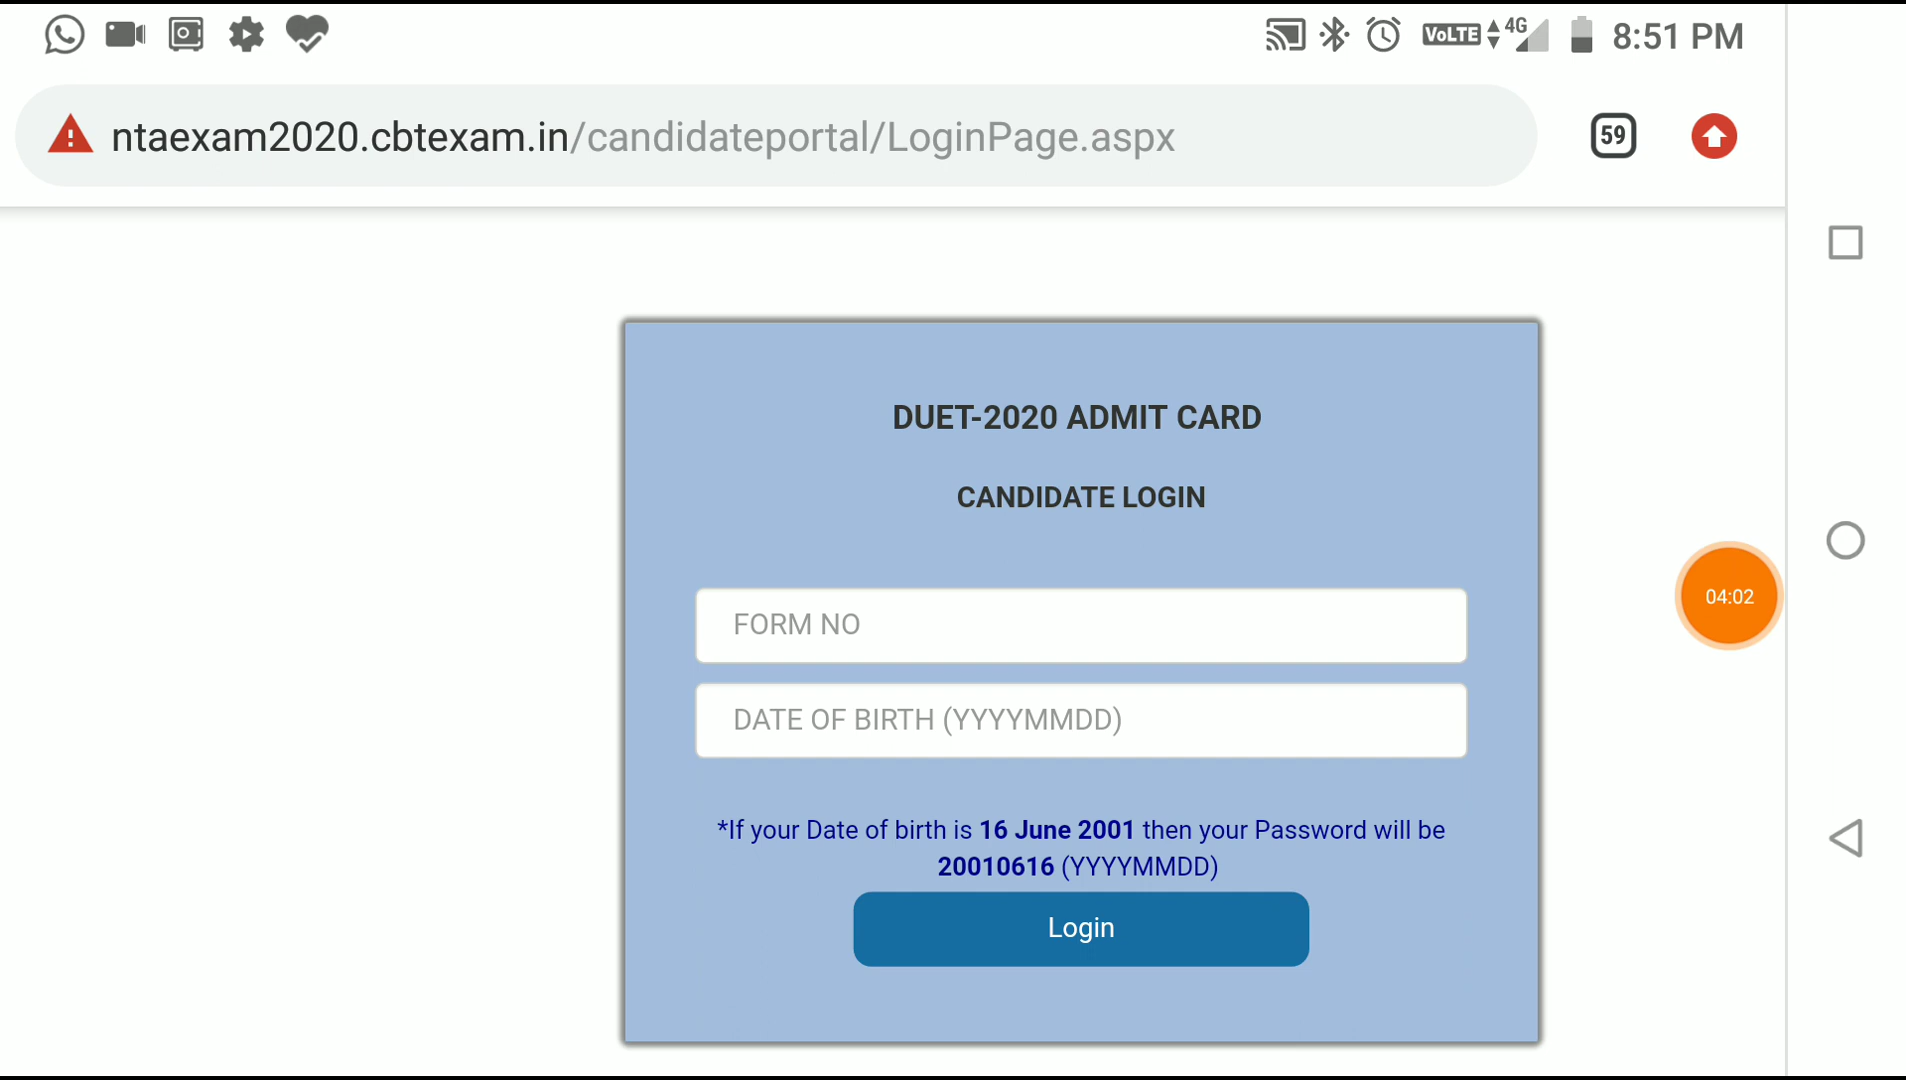 VoLTE 4G 8:51 PM
ntaexam2020.cbtexam.in/candidateportal/LoginPage.aspx 59
DUET-2020 ADMIT CARD
CANDIDATE LOGIN
FORM NO
04:02
DATE OF BIRTH (YYYYMMDD)
*If your Date of birth is 16 June 2001 then your Password will be
20010616 (YYYYMMDD)
Login